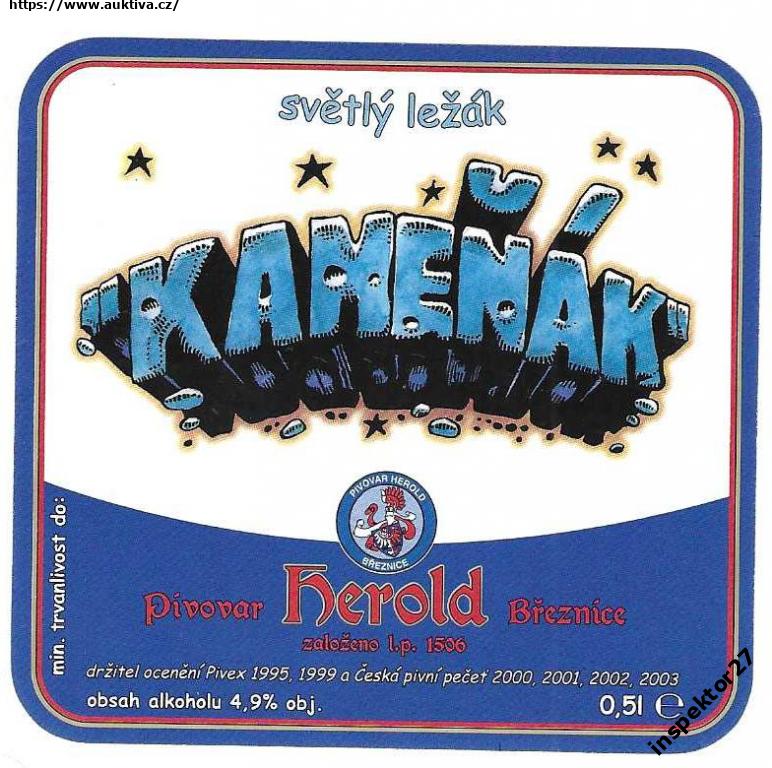 https://www.auktiva.cz/
světlý ležák
"KAMEŇÁK"
PIVOVAR HEROLD
BŘEZNICE
Pivovar Herold Březnice
založeno l.p. 1506
držitel ocenění Pivex 1995, 1999 a Česká pivní pečeť 2000, 2001, 2002, 2003
obsah alkoholu 4,9% obj.
0,5l e
min. trvanlivost do:
inspektor27